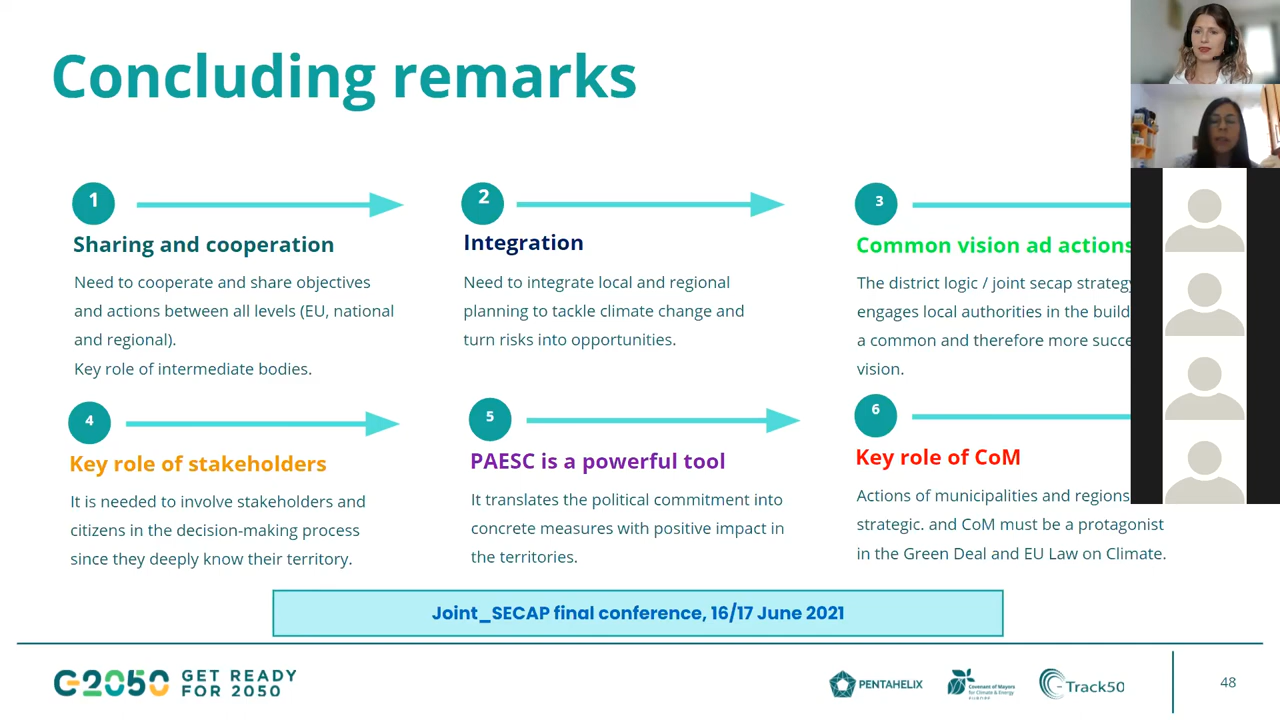 Concluding remarks
1
Sharing and cooperation
Need to cooperate and share objectives
and actions between all levels (EU, national
and regional).
Key role of intermediate bodies.
2
Integration
Need to integrate local and regional
planning to tackle climate change and
turn risks into opportunities.
3
Common vision ad actions
The district logic / joint secap strategy
engages local authorities in the build
a common and therefore more succe
vision.
4
Key role of stakeholders
It is needed to involve stakeholders and
citizens in the decision-making process
since they deeply know their territory.
5
PAESC is a powerful tool
It translates the political commitment into
concrete measures with positive impact in
the territories.
6
Key role of CoM
Actions of municipalities and regions
strategic. and CoM must be a protagonist
in the Green Deal and EU Law on Climate.
Joint_SECAP final conference, 16/17 June 2021
G2050 GET READY
FOR 2050
PENTAHELIX
Covenant of Mayors
for Climate & Energy
EUROPE
Track50
48